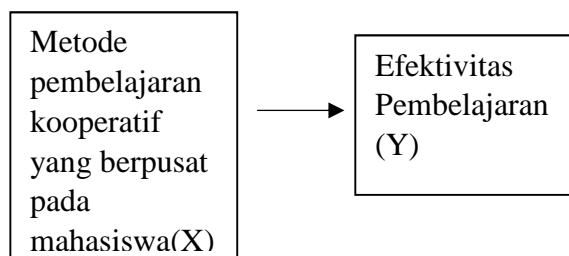 Metode
pembelajaran
kooperatif
yang berpusat
pada
mahasiswa(X)
Efektivitas
Pembelajaran
(Y)